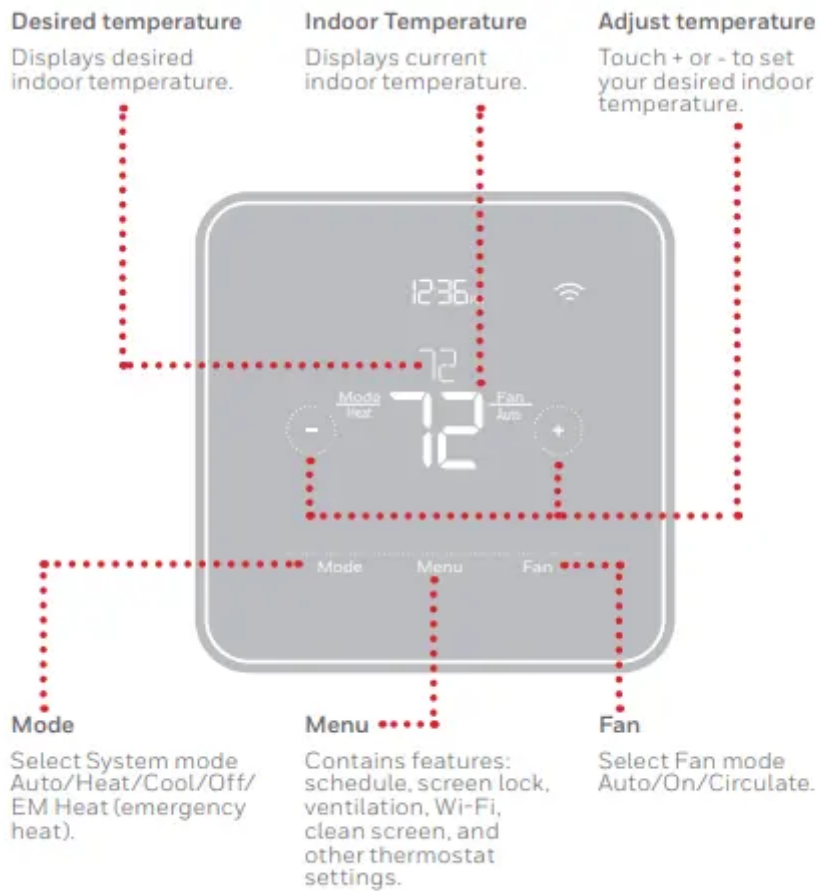 Desired temperature
Displays desired
indoor temperature.
Indoor Temperature
Displays current
indoor temperature.
Adjust temperature
Touch + or - to set
your desired indoor
temperature.
12:36
72
Mode
Heat
72
Fan
Auto
-
+
Mode
Menu
Fan
Mode
Select System mode
Auto/Heat/Cool/Off/
EM Heat (emergency
heat).
Menu
Contains features:
schedule, screen lock,
ventilation, Wi-Fi,
clean screen, and
other thermostat
settings.
Fan
Select Fan mode
Auto/On/Circulate.